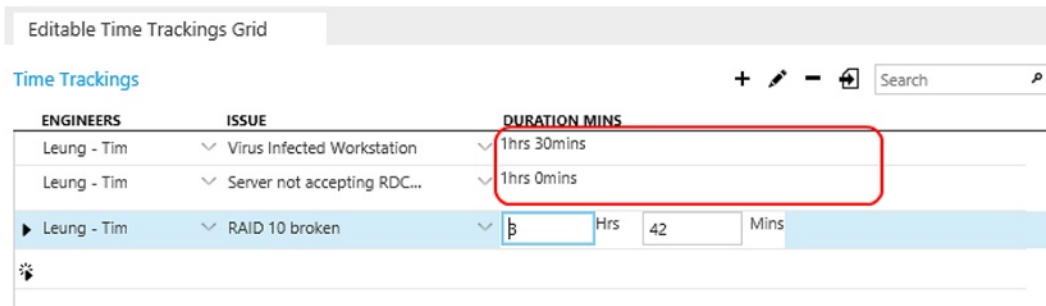 Editable Time Trackings Grid
Time Trackings
Search
ENGINEERS ISSUE DURATION MINS
Leung - Tim Virus Infected Workstation 1hrs 30mins
Leung - Tim Server not accepting RDC... 1hrs 0mins
Leung - Tim RAID 10 broken 3 Hrs 42 Mins